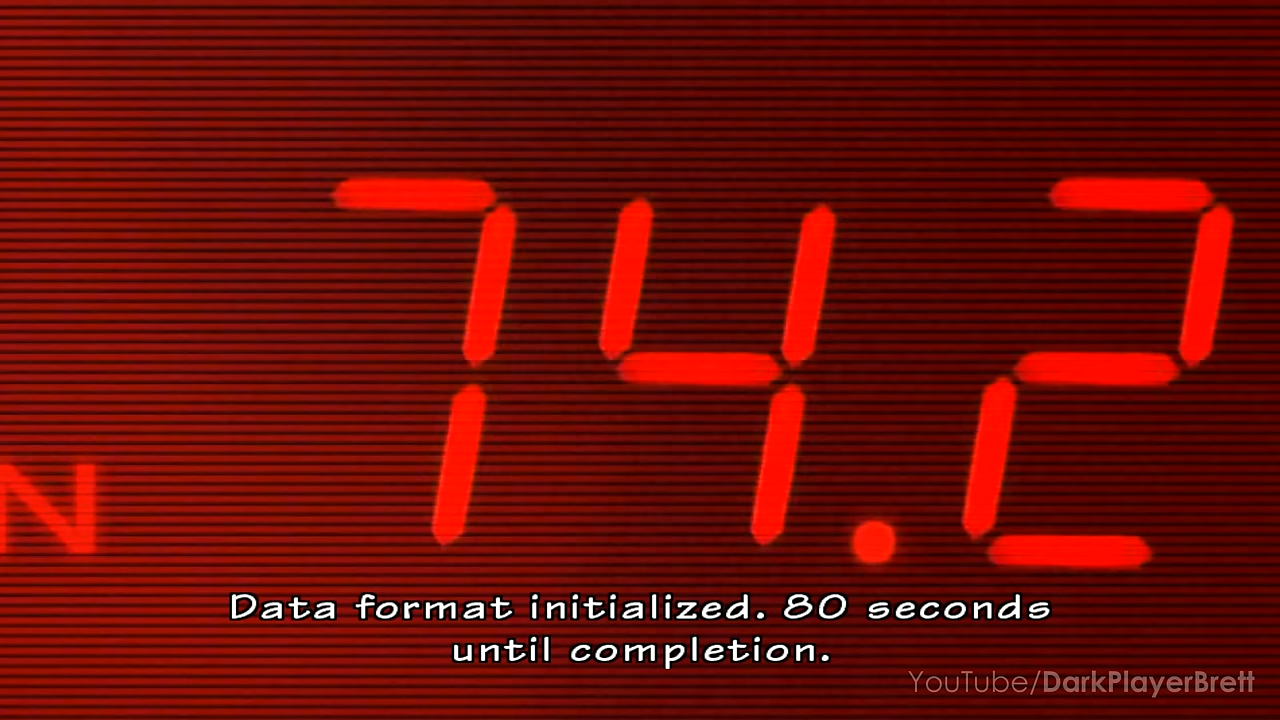 74.2
N
Data format initialized. 80 seconds
until completion.
YouTube/DarkPlayerBrett